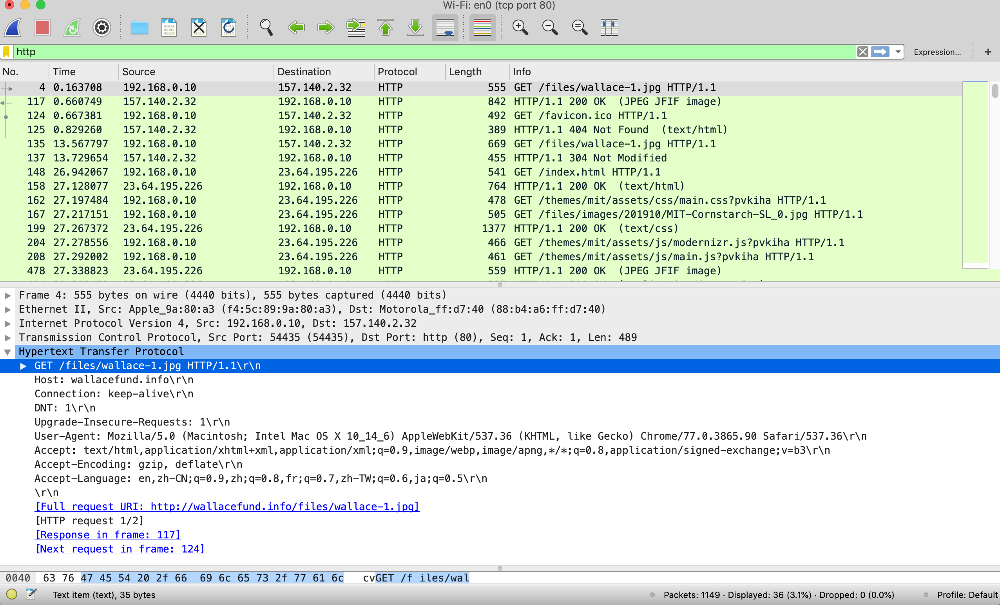 Wi-Fi: en0 (tcp port 80)
http
Expression...
+
No. Time Source Destination Protocol Length Info
4 0.163708 192.168.0.10 157.140.2.32 HTTP 555 GET /files/wallace-1.jpg HTTP/1.1
117 0.660749 157.140.2.32 192.168.0.10 HTTP 842 HTTP/1.1 200 OK (JPEG JFIF image)
124 0.667381 192.168.0.10 157.140.2.32 HTTP 492 GET /favicon.ico HTTP/1.1
125 0.829260 157.140.2.32 192.168.0.10 HTTP 389 HTTP/1.1 404 Not Found (text/html)
135 13.567797 192.168.0.10 157.140.2.32 HTTP 669 GET /files/wallace-1.jpg HTTP/1.1
137 13.729654 157.140.2.32 192.168.0.10 HTTP 455 HTTP/1.1 304 Not Modified
148 26.942067 192.168.0.10 23.64.195.226 HTTP 541 GET /index.html HTTP/1.1
158 27.128077 23.64.195.226 192.168.0.10 HTTP 764 HTTP/1.1 200 OK (text/html)
162 27.197484 192.168.0.10 23.64.195.226 HTTP 478 GET /themes/mit/assets/css/main.css?pvkiha HTTP/1.1
167 27.217151 192.168.0.10 23.64.195.226 HTTP 505 GET /files/images/201910/MIT-Cornstarch-SL_0.jpg HTTP/1.1
199 27.267372 23.64.195.226 192.168.0.10 HTTP 1377 HTTP/1.1 200 OK (text/css)
204 27.278556 192.168.0.10 23.64.195.226 HTTP 466 GET /themes/mit/assets/js/modernizr.js?pvkiha HTTP/1.1
208 27.292002 192.168.0.10 23.64.195.226 HTTP 461 GET /themes/mit/assets/js/main.js?pvkiha HTTP/1.1
478 27.338823 23.64.195.226 192.168.0.10 HTTP 559 HTTP/1.1 200 OK (JPEG JFIF image)
Frame 4: 555 bytes on wire (4440 bits), 555 bytes captured (4440 bits)
Ethernet II, Src: Apple_9a:80:a3 (f4:5c:89:9a:80:a3), Dst: Motorola_ff:d7:40 (88:b4:a6:ff:d7:40)
Internet Protocol Version 4, Src: 192.168.0.10, Dst: 157.140.2.32
Transmission Control Protocol, Src Port: 54435 (54435), Dst Port: http (80), Seq: 1, Ack: 1, Len: 489
Hypertext Transfer Protocol
GET /files/wallace-1.jpg HTTP/1.1\r\n
Host: wallacefund.info\r\n
Connection: keep-alive\r\n
DNT: 1\r\n
Upgrade-Insecure-Requests: 1\r\n
User-Agent: Mozilla/5.0 (Macintosh; Intel Mac OS X 10_14_6) AppleWebKit/537.36 (KHTML, like Gecko) Chrome/77.0.3865.90 Safari/537.36\r\n
Accept: text/html,application/xhtml+xml,application/xml;q=0.9,image/webp,image/apng,*/*;q=0.8,application/signed-exchange;v=b3\r\n
Accept-Encoding: gzip, deflate\r\n
Accept-Language: en,zh-CN;q=0.9,zh;q=0.8,fr;q=0.7,zh-TW;q=0.6,ja;q=0.5\r\n
\r\n
[Full request URI: http://wallacefund.info/files/wallace-1.jpg]
[HTTP request 1/2]
[Response in frame: 117]
[Next request in frame: 124]
0040 63 76 47 45 54 20 2f 66 69 6c 65 73 2f 77 61 6c cvGET /f iles/wal
Text item (text), 35 bytes
Packets: 1149 · Displayed: 36 (3.1%) · Dropped: 0 (0.0%)
Profile: Default